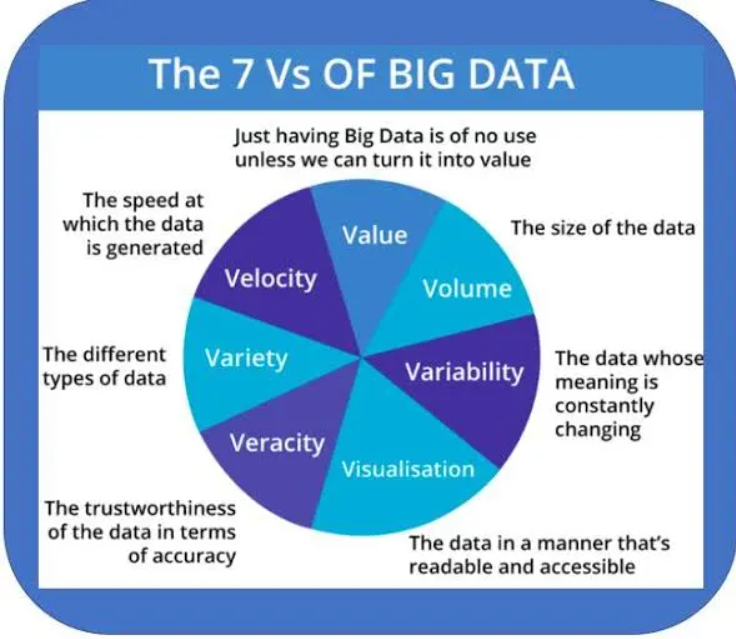 The 7 Vs OF BIG DATA
Just having Big Data is of no use
unless we can turn it into value
Value
The size of the data
Volume
The data whose
meaning is
constantly
changing
Variability
The data in a manner that's
readable and accessible
Visualisation
The trustworthiness
of the data in terms
of accuracy
Veracity
The different
types of data
Variety
The speed at
which the data
is generated
Velocity